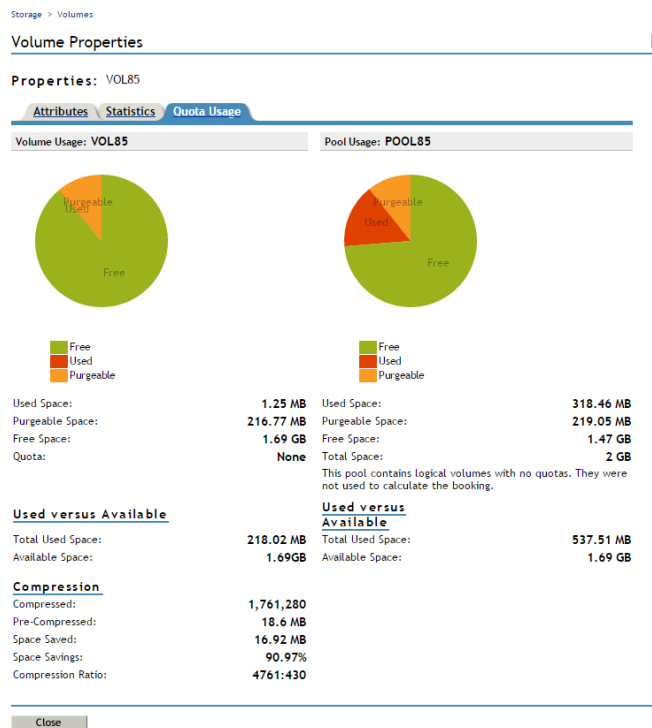 Storage > Volumes
Volume Properties
Properties: VOL85
Attributes Statistics Quota Usage
Volume Usage: VOL85
Purgeable
Used
Free
Free
Used
Purgeable
Used Space: 1.25 MB
Purgeable Space: 216.77 MB
Free Space: 1.69 GB
Quota: None
Used versus Available
Total Used Space: 218.02 MB
Available Space: 1.69GB
Compression
Compressed: 1,761,280
Pre-Compressed: 18.6 MB
Space Saved: 16.92 MB
Space Savings: 90.97%
Compression Ratio: 4761:430
Pool Usage: POOL85
Purgeable
Used
Free
Free
Used
Purgeable
Used Space: 318.46 MB
Purgeable Space: 219.05 MB
Free Space: 1.47 GB
Total Space: 2 GB
This pool contains logical volumes with no quotas. They were
not used to calculate the booking.
Used versus
Available
Total Used Space: 537.51 MB
Available Space: 1.69 GB
Close